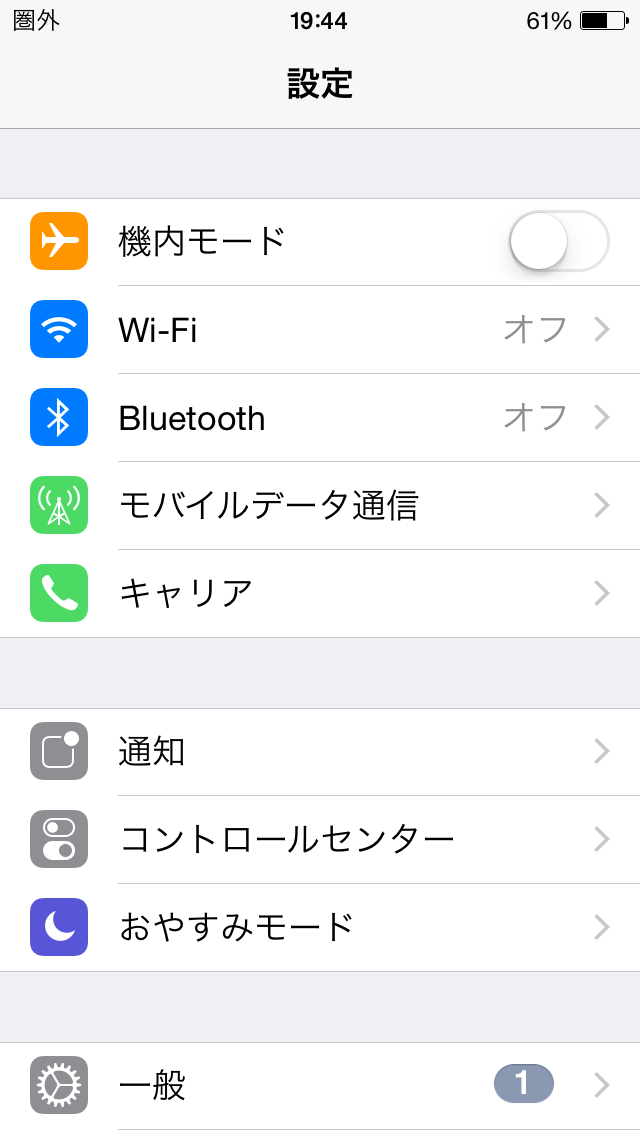 圏外 19:44 61%
設定
機内モード
Wi-Fi オフ
Bluetooth オフ
モバイルデータ通信
キャリア
通知
コントロールセンター
おやすみモード
一般 1